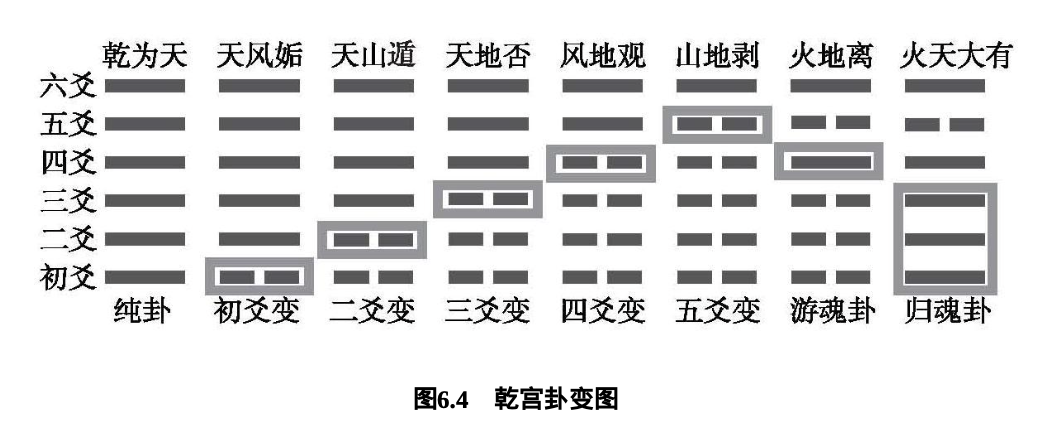 乾为天 天风姤 天山遁 天地否 风地观 山地剥 火地离 火天大有
六爻
五爻
四爻
三爻
二爻
初爻
纯卦 初爻变 二爻变 三爻变 四爻变 五爻变 游魂卦 归魂卦
图6.4 乾宫卦变图